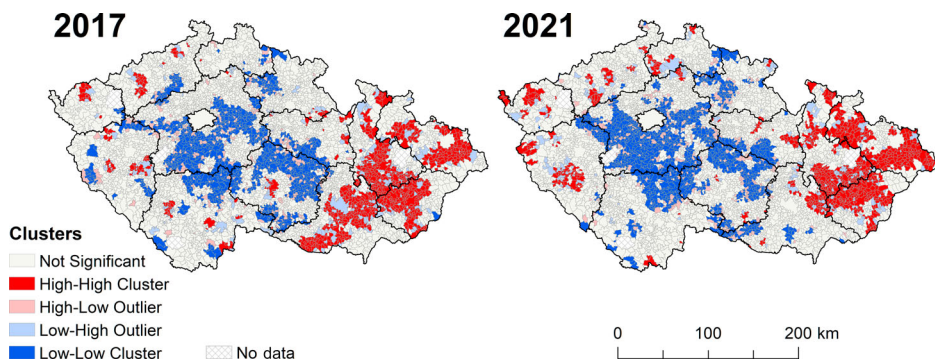 2017
2021
Clusters
Not Significant
High-High Cluster
High-Low Outlier
Low-High Outlier
Low-Low Cluster
No data
0 100 200 km